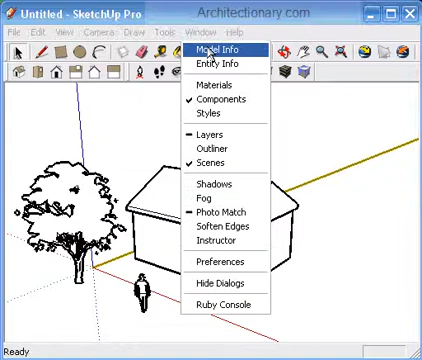 Untitled - SketchUp Pro
Architectionary.com
File Edit View Camera Draw Tools Window Help
Model Info
Entity Info
Materials
Components
Styles
Layers
Outliner
Scenes
Shadows
Fog
Photo Match
Soften Edges
Instructor
Preferences
Hide Dialogs
Ruby Console
Ready